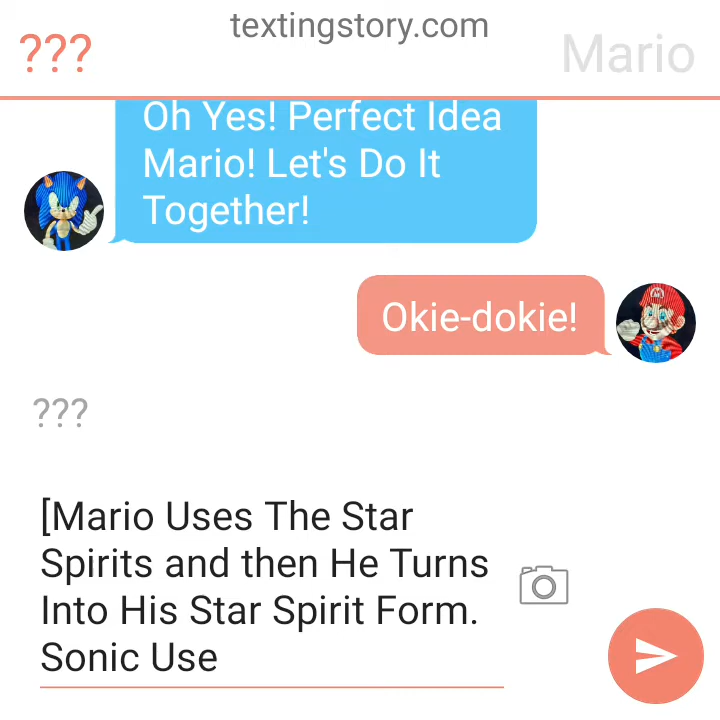 textingstory.com
???
Mario
Oh Yes! Perfect Idea
Mario! Let's Do It
Together!
Okie-dokie!
???
[Mario Uses The Star
Spirits and then He Turns
Into His Star Spirit Form.
Sonic Use